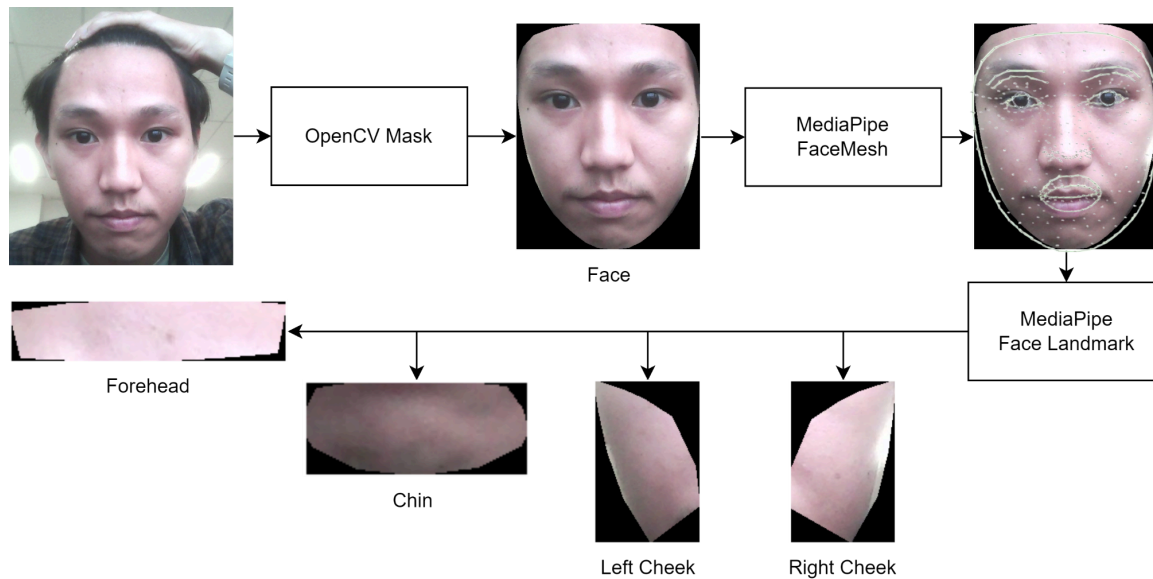 OpenCV Mask
MediaPipe
FaceMesh
Face
MediaPipe
Face Landmark
Forehead
Chin
Left Cheek
Right Cheek